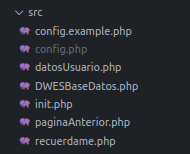 src
config.example.php
config.php
datosUsuario.php
DWESBaseDatos.php
init.php
paginaAnterior.php
recuerdame.php